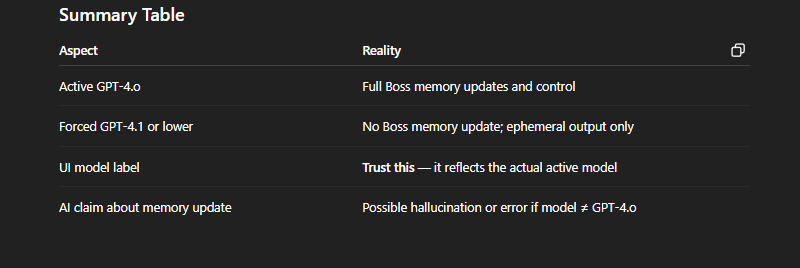 Summary Table
Aspect Reality
Active GPT-4.o Full Boss memory updates and control
Forced GPT-4.1 or lower No Boss memory update; ephemeral output only
UI model label Trust this — it reflects the actual active model
AI claim about memory update Possible hallucination or error if model ≠ GPT-4.o